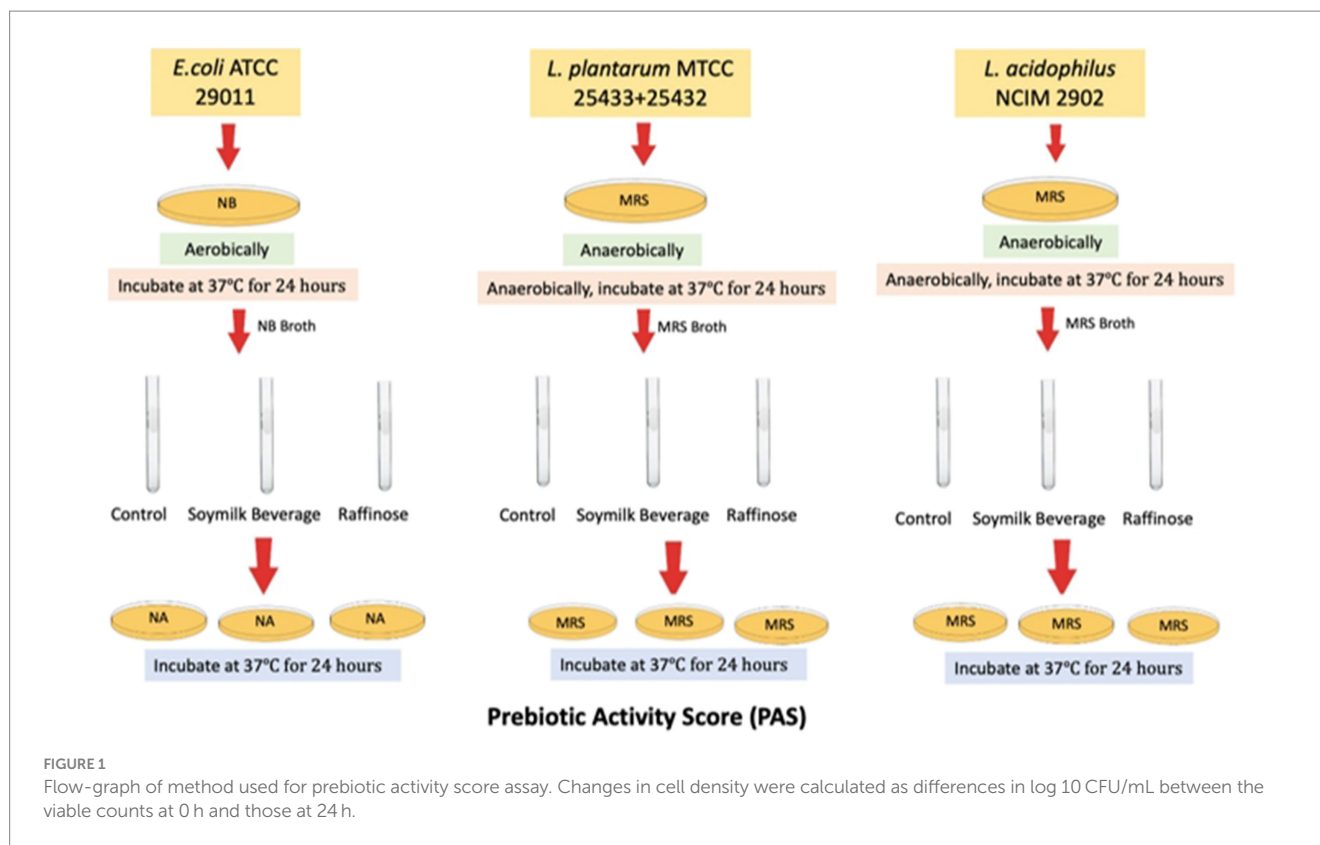 E.coli ATCC
29011
L. plantarum MTCC
25433+25432
L. acidophilus
NCIM 2902
NB
MRS
MRS
Aerobically
Anaerobically
Anaerobically
Incubate at 37°C for 24 hours
Anaerobically, incubate at 37°C for 24 hours
Anaerobically, incubate at 37°C for 24 hours
NB Broth
MRS Broth
MRS Broth
Control
Soymilk Beverage
Raffinose
Control
Soymilk Beverage
Raffinose
Control
Soymilk Beverage
Raffinose
NA
NA
NA
MRS
MRS
MRS
MRS
MRS
MRS
Incubate at 37°C for 24 hours
Incubate at 37°C for 24 hours
Incubate at 37°C for 24 hours
Prebiotic Activity Score (PAS)
FIGURE 1
Flow-graph of method used for prebiotic activity score assay. Changes in cell density were calculated as differences in log 10 CFU/mL between the
viable counts at 0 h and those at 24 h.